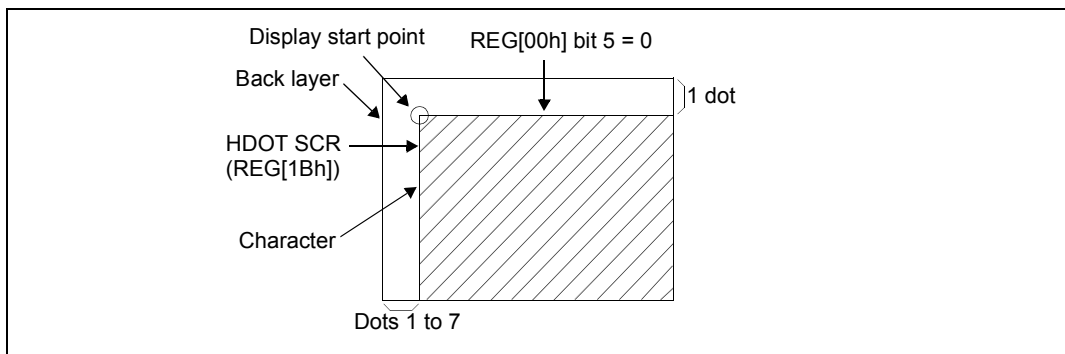 Display start point
REG[00h] bit 5 = 0
Back layer
1 dot
HDOT SCR
(REG[1Bh])
Character
Dots 1 to 7